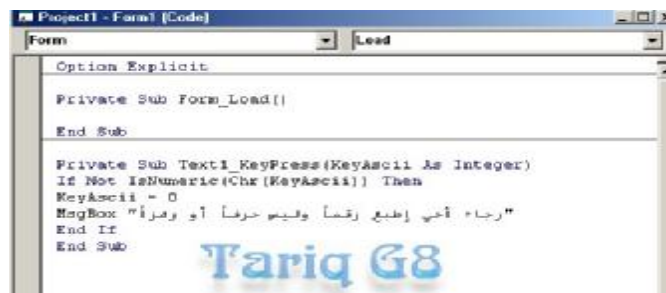 Project1 - Form1 (Code)
Form Load
Option Explicit
Private Sub Form_Load()
End Sub
Private Sub Text1_KeyPress(KeyAscii As Integer)
If Not IsNumeric(Chr(KeyAscii)) Then
KeyAscii = 0
MsgBox "رجاء أخي إطبع رقماً وليس حرفاً أو رمزاً"
End If
End Sub
Tariq G8